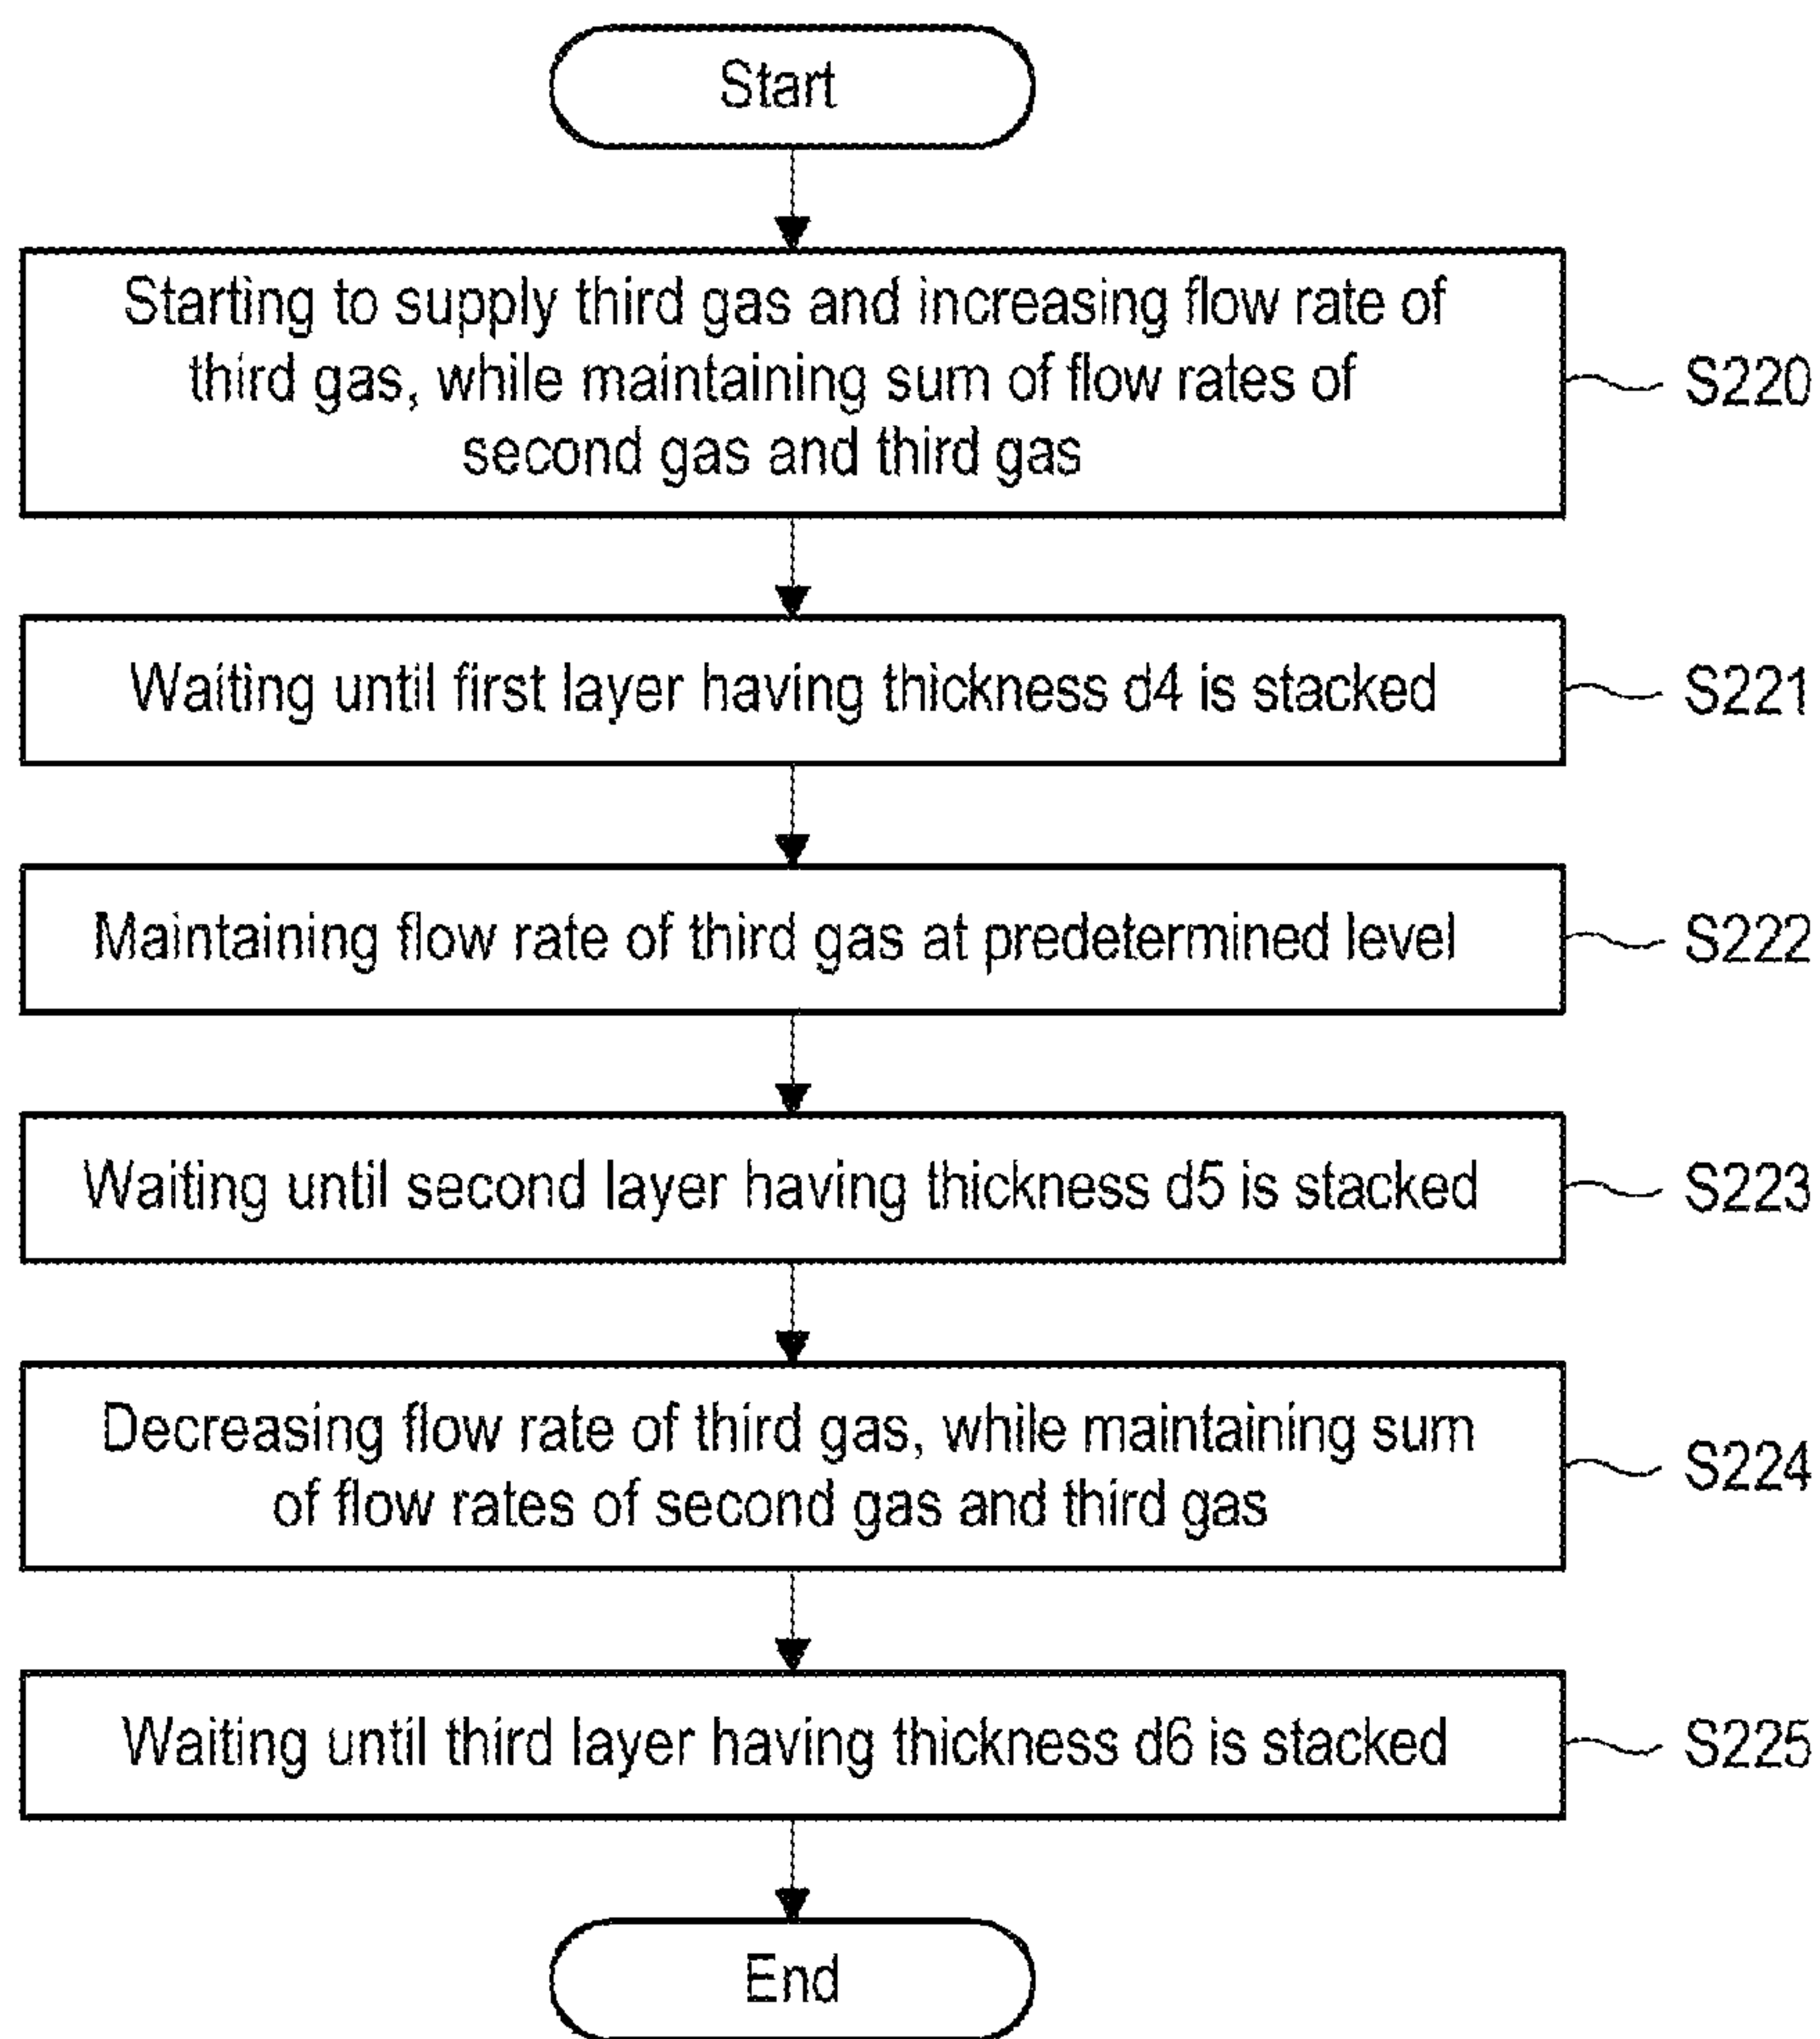 Start
Starting to supply third gas and increasing flow rate of
third gas, while maintaining sum of flow rates of
second gas and third gas
S220
Waiting until first layer having thickness d4 is stacked
S221
Maintaining flow rate of third gas at predetermined level
S222
Waiting until second layer having thickness d5 is stacked
S223
Decreasing flow rate of third gas, while maintaining sum
of flow rates of second gas and third gas
S224
Waiting until third layer having thickness d6 is stacked
S225
End